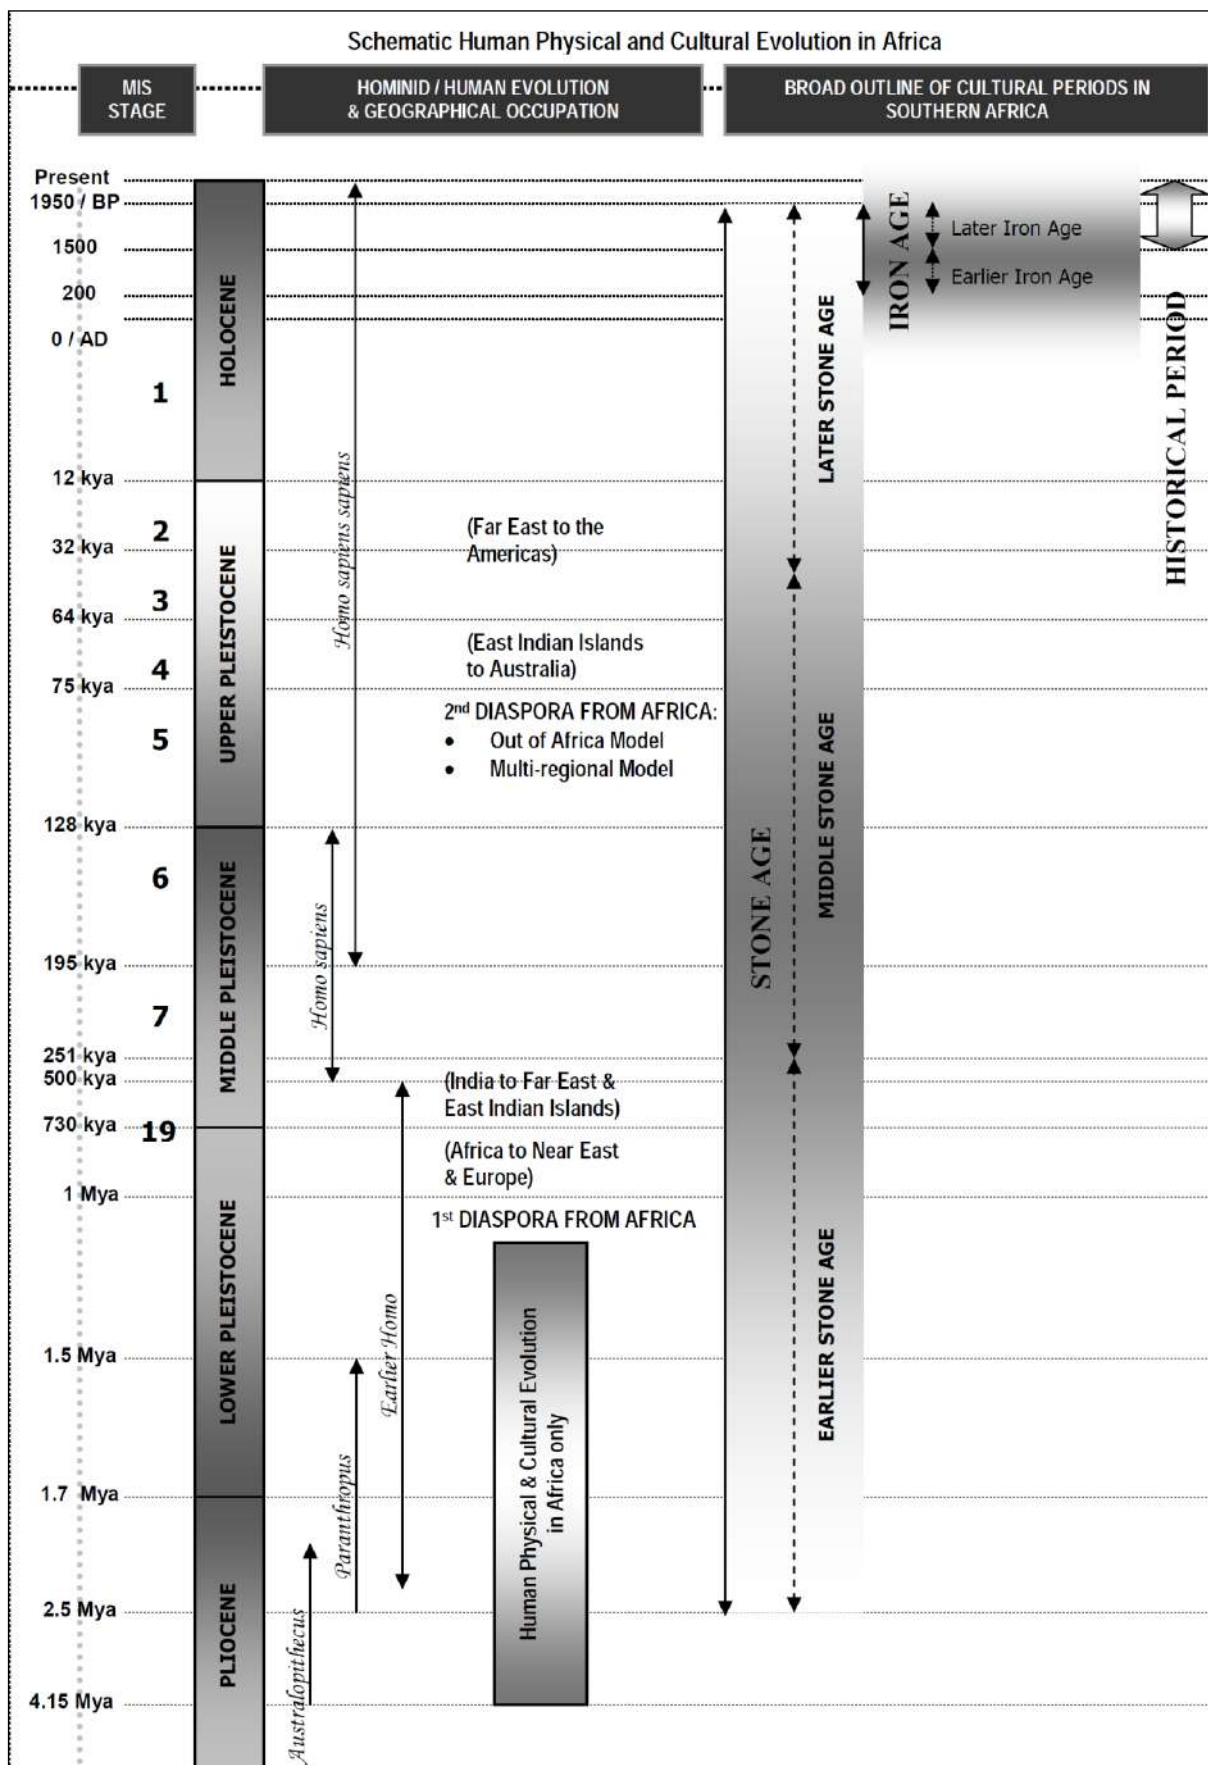 Schematic Human Physical and Cultural Evolution in Africa
MIS
STAGE
HOMINID / HUMAN EVOLUTION
& GEOGRAPHICAL OCCUPATION
BROAD OUTLINE OF CULTURAL PERIODS IN
SOUTHERN AFRICA
Present
1950 / BP
1500
200
0 / AD
12 kya
32 kya
64 kya
75 kya
128 kya
195 kya
251 kya
500 kya
730 kya
1 Mya
1.5 Mya
1.7 Mya
2.5 Mya
4.15 Mya
1
2
3
4
5
6
7
19
HOLOCENE
UPPER PLEISTOCENE
MIDDLE PLEISTOCENE
LOWER PLEISTOCENE
PLIOCENE
Homo sapiens sapiens
Homo sapiens
Earlier Homo
Paranthropus
Australopithecus
(Far East to the
Americas)
(East Indian Islands
to Australia)
2nd DIASPORA FROM AFRICA:
• Out of Africa Model
• Multi-regional Model
(India to Far East &
East Indian Islands)
(Africa to Near East
& Europe)
1st DIASPORA FROM AFRICA
Human Physical & Cultural Evolution
in Africa only
STONE AGE
LATER STONE AGE
MIDDLE STONE AGE
EARLIER STONE AGE
IRON AGE
Later Iron Age
Earlier Iron Age
HISTORICAL PERIOD